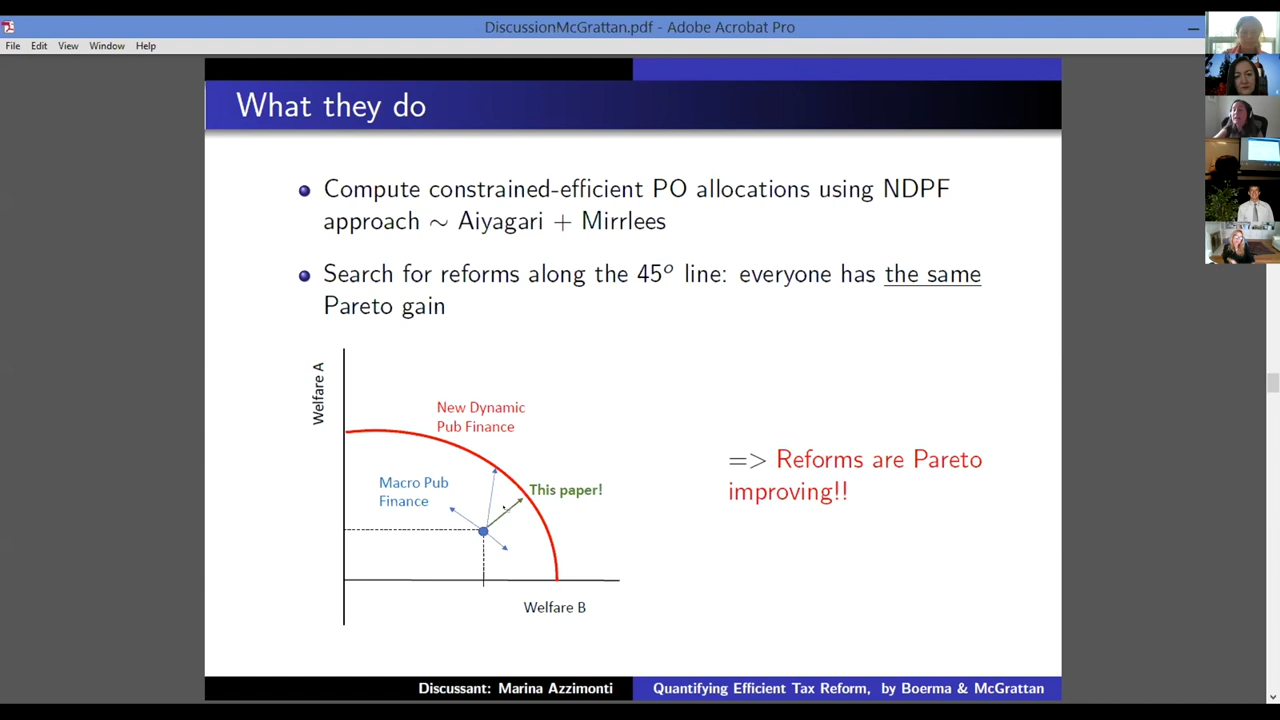 DiscussionMcGrattan.pdf - Adobe Acrobat Pro
File Edit View Window Help
What they do
Compute constrained-efficient PO allocations using NDPF
approach ~ Aiyagari + Mirrlees
Search for reforms along the 45° line: everyone has the same
Pareto gain
Welfare A
New Dynamic
Pub Finance
Macro Pub
Finance
This paper!
Welfare B
=> Reforms are Pareto
improving!!
Discussant: Marina Azzimonti
Quantifying Efficient Tax Reform, by Boerma & McGrattan